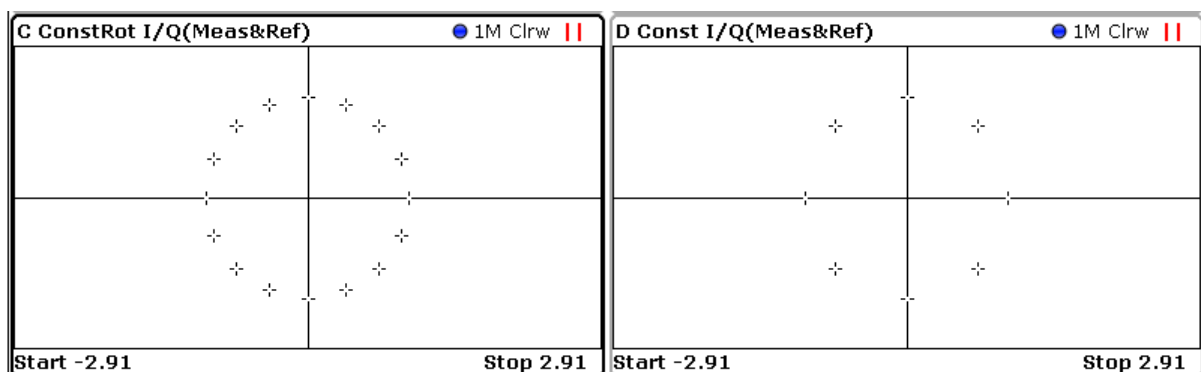 C ConstRot I/Q(Meas&Ref) 1M Clrw
D Const I/Q(Meas&Ref) 1M Clrw
Start -2.91 Stop 2.91
Start -2.91 Stop 2.91